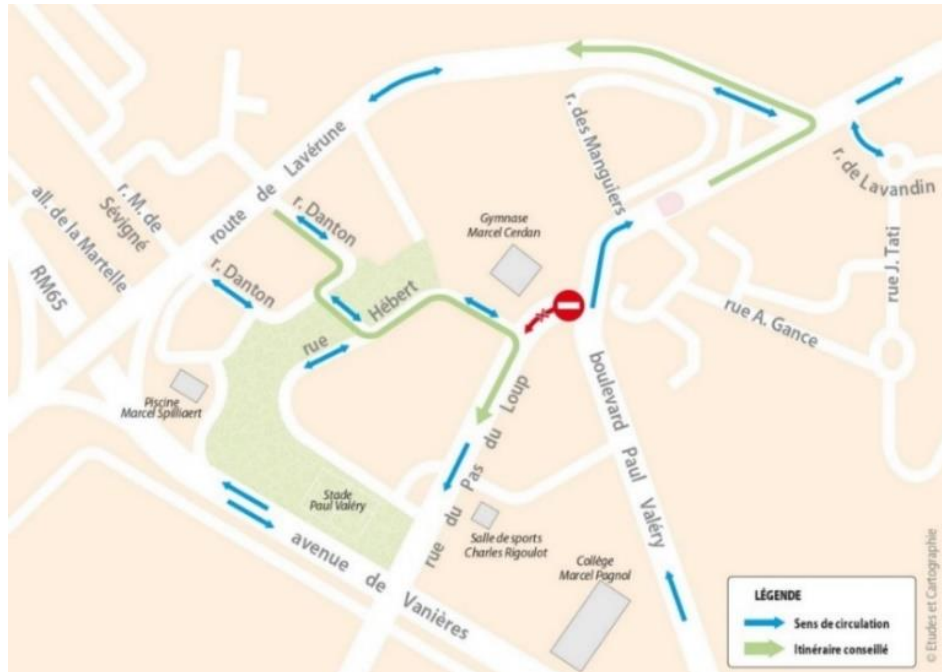 route de Lavérune
r. des Manguiers
r. de Lavandin
r. M. de
Sévigné
all. de la Martelle
RM65
r. Danton
r. Danton
Gymnase
Marcel Cerdan
rue J. Tati
rue A. Gance
rue Hébert
Piscine
Marcel Spilliaert
boulevard Paul Valéry
rue du Pas du Loup
Stade
Paul Valéry
Salle de sports
Charles Rigoulot
avenue de Vanières
Collège
Marcel Pagnol
LÉGENDE
Sens de circulation
Itinéraire conseillé
© Etudes et Cartographie